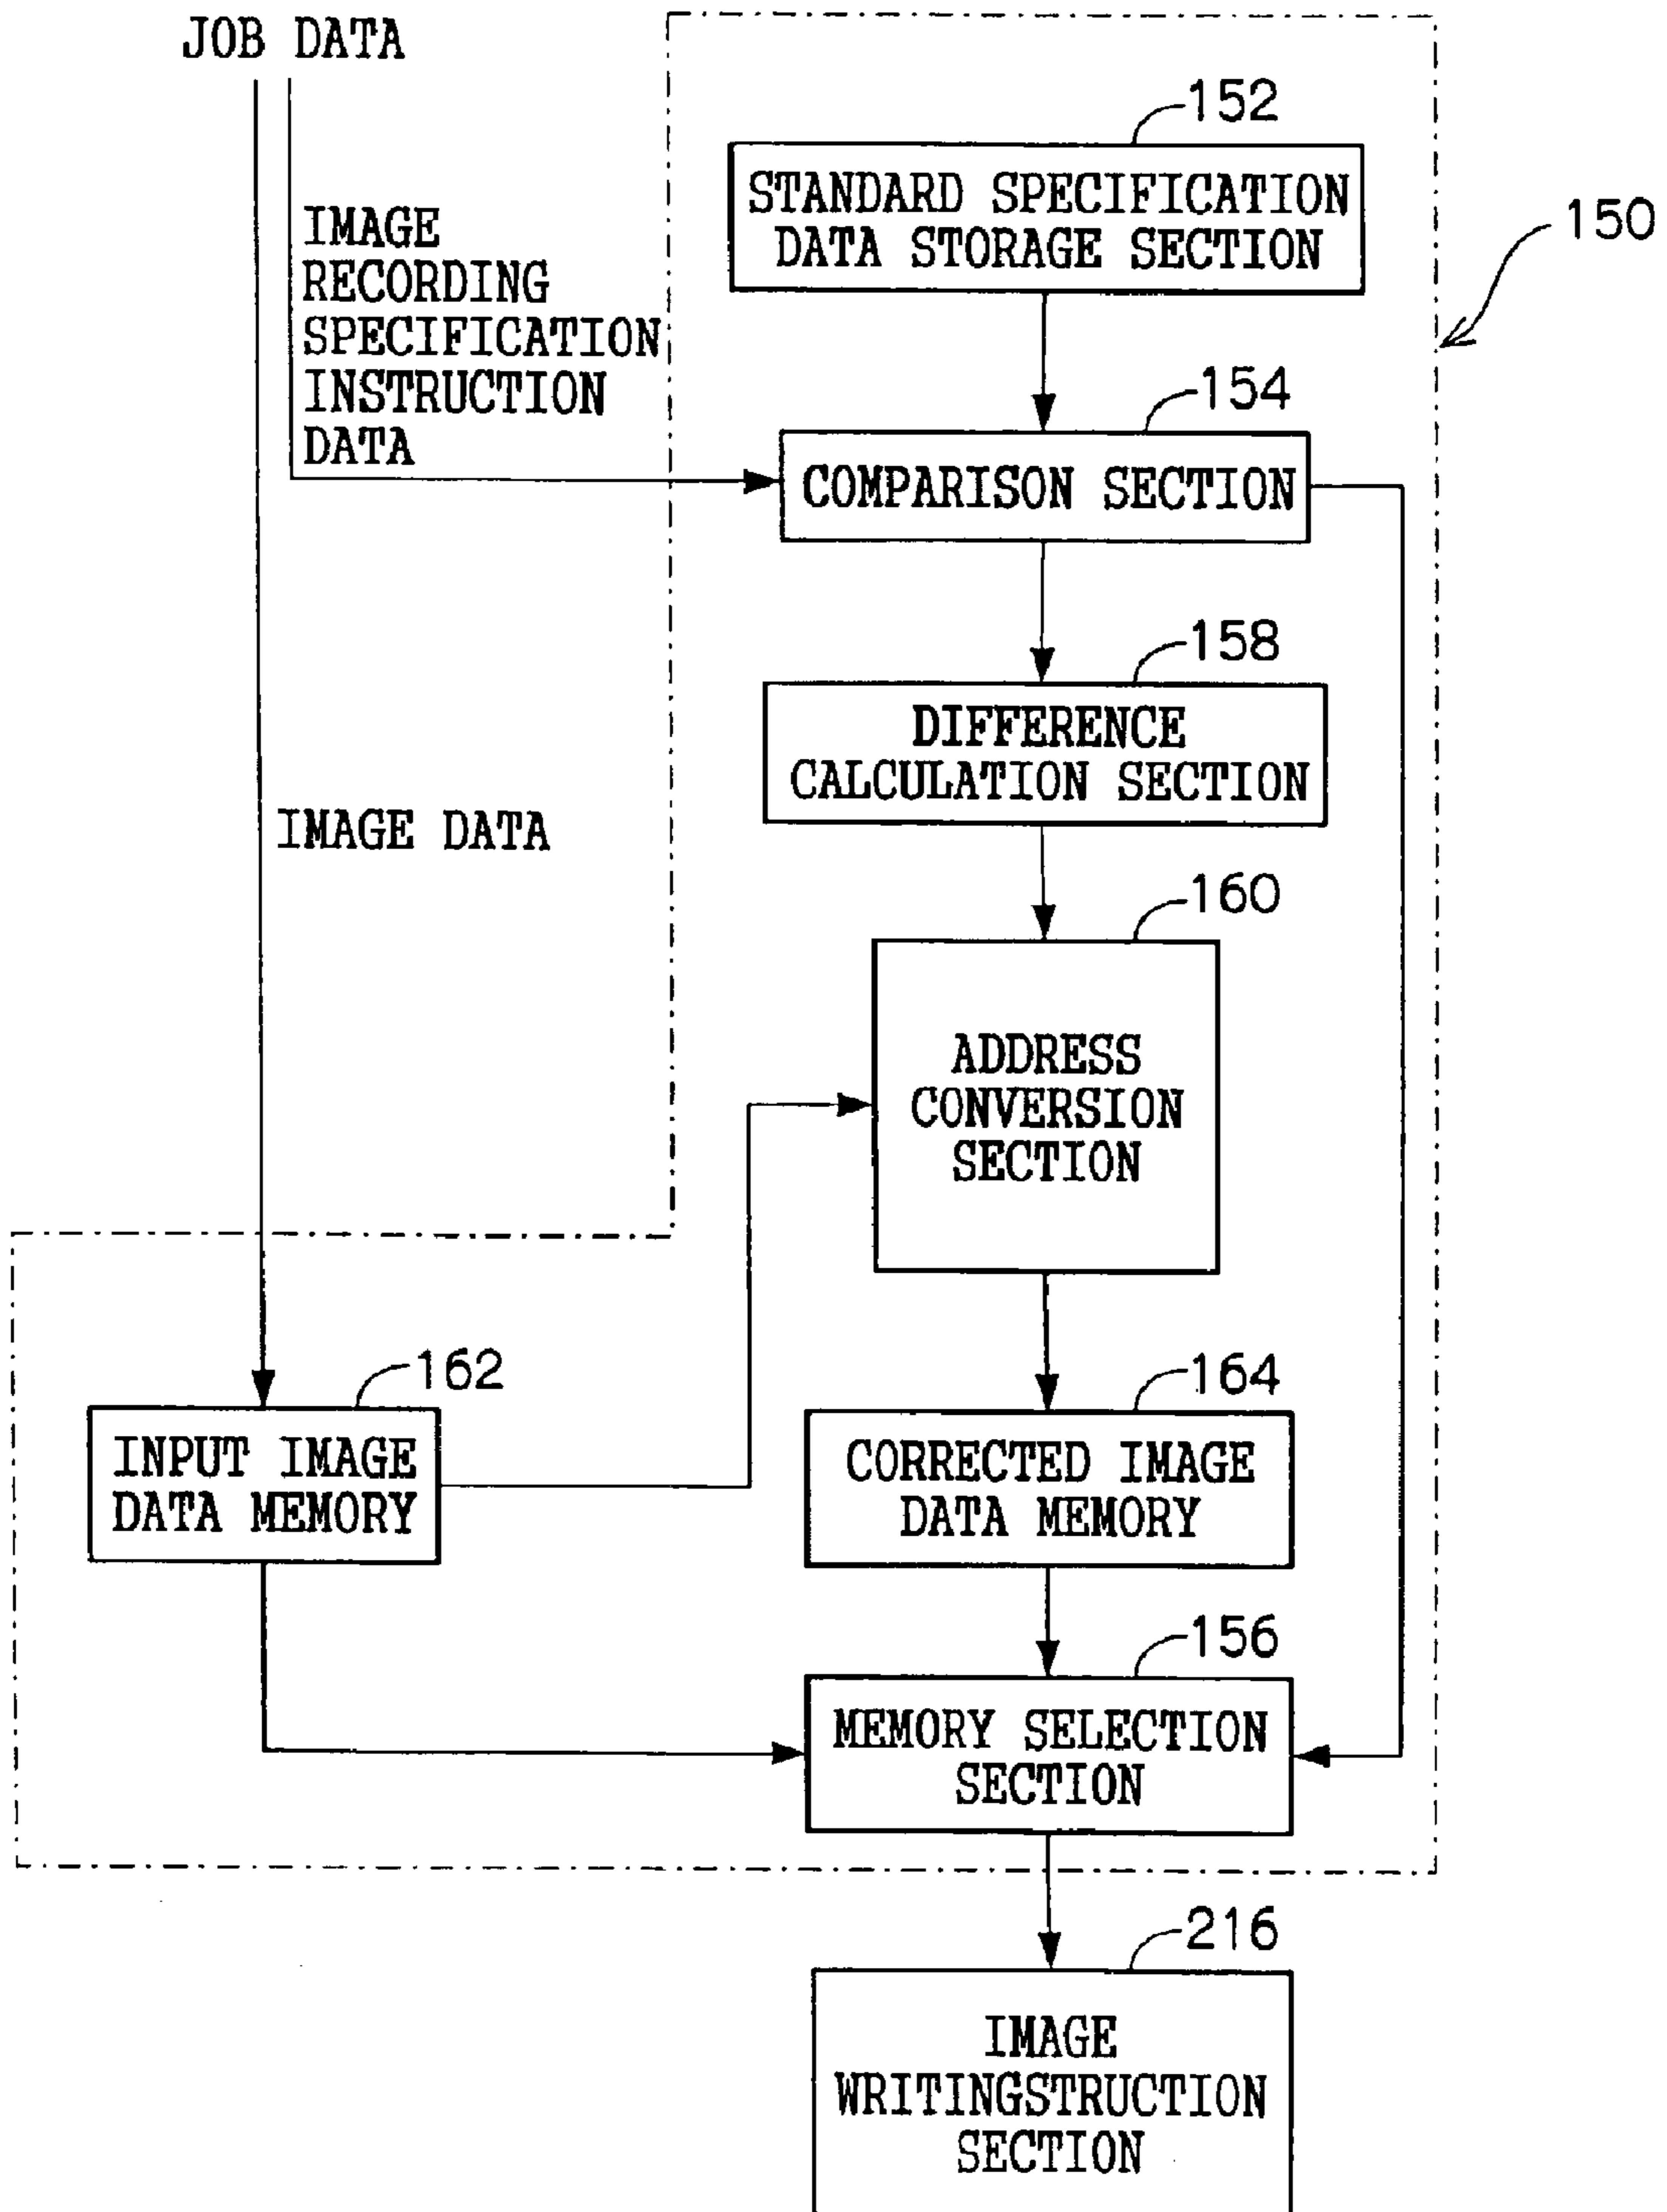 JOB DATA
152
STANDARD SPECIFICATION
DATA STORAGE SECTION
150
IMAGE
RECORDING
SPECIFICATION
INSTRUCTION
DATA
154
COMPARISON SECTION
158
DIFFERENCE
CALCULATION SECTION
IMAGE DATA
160
ADDRESS
CONVERSION
SECTION
162
INPUT IMAGE
DATA MEMORY
164
CORRECTED IMAGE
DATA MEMORY
156
MEMORY SELECTION
SECTION
216
IMAGE
WRITINGSTRUCTION
SECTION